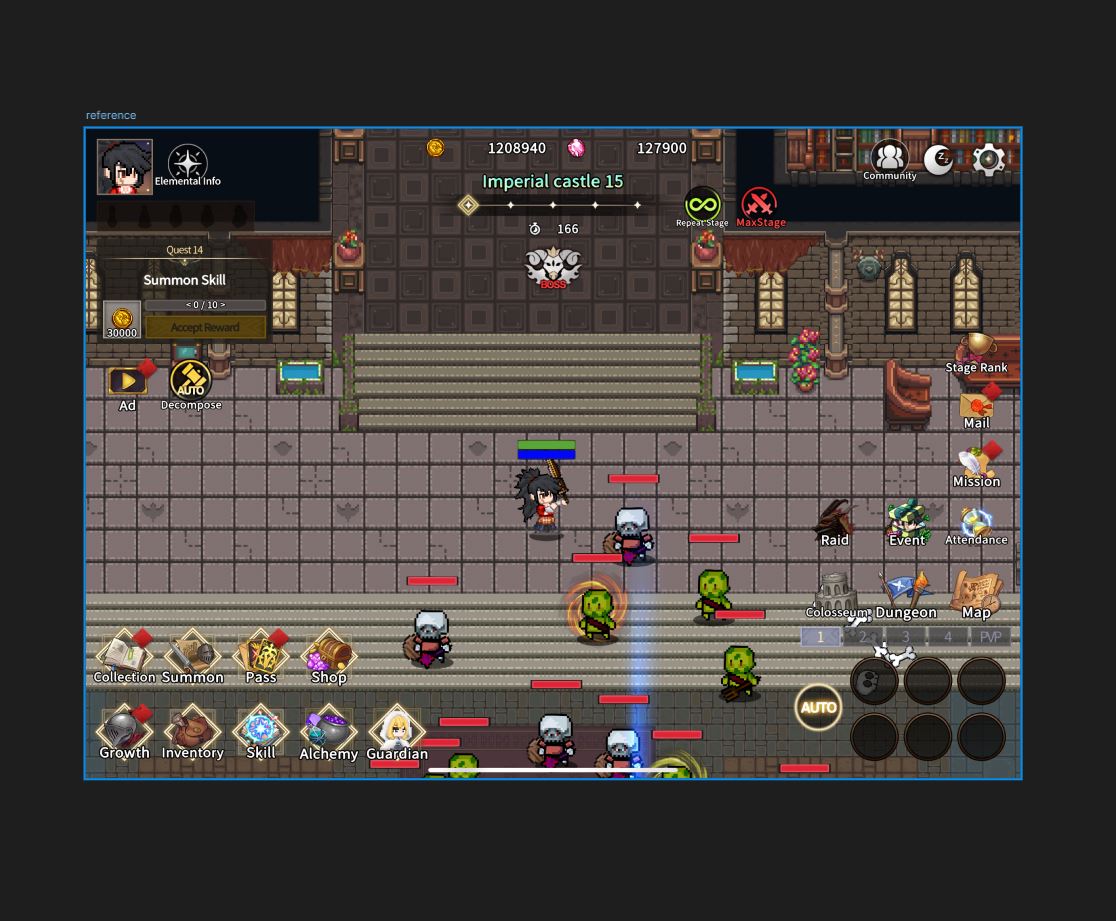 reference
1208940
127900
Elemental Info
Community
Zz
Imperial castle 15
Repeat Stage
MaxStage
166
Quest 14
BOSS
Summon Skill
< 0 / 10 >
30000
Accept Reward
Stage Rank
AUTO
Ad
Decompose
Mail
Mission
Raid
Event
Attendance
Colosseum
Dungeon
Map
1
2
3
4
PVP
Collection
Summon
Pass
Shop
AUTO
Growth
Inventory
Skill
Alchemy
Guardian